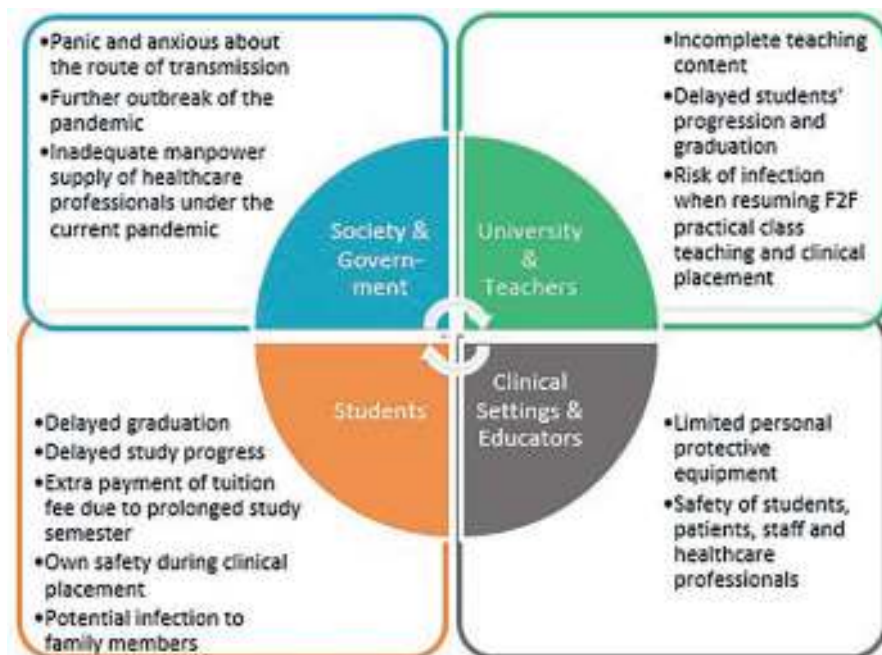 •Panic and anxious about
the route of transmission
•Further outbreak of the
pandemic
•Inadequate manpower
supply of healthcare
professionals under the
current pandemic
•Incomplete teaching
content
•Delayed students'
progression and
graduation
•Risk of infection
when resuming F2F
practical class
teaching and clinical
placement
Society &
Govern-
ment
University
&
Teachers
Students
Clinical
Settings &
Educators
•Delayed graduation
•Delayed study progress
•Extra payment of tuition
fee due to prolonged study
semester
•Own safety during clinical
placement
•Potential infection to
family members
•Limited personal
protective
equipment
•Safety of students,
patients, staff and
healthcare
professionals